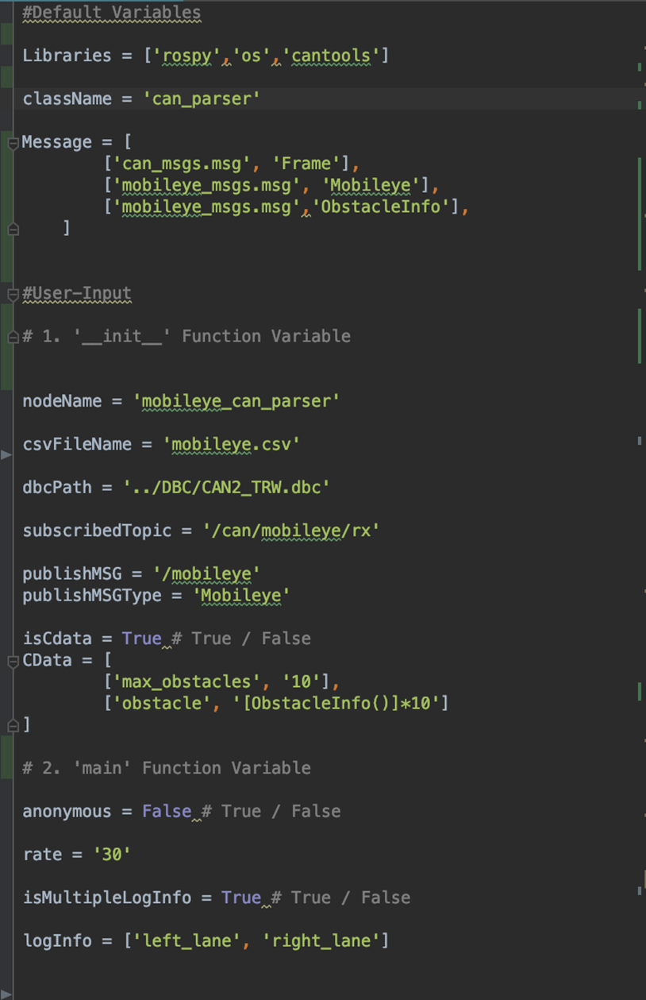 #Default Variables
Libraries = ['rospy','os','cantools']
className = 'can_parser'
Message = [
['can_msgs.msg', 'Frame'],
['mobileye_msgs.msg', 'Mobileye'],
['mobileye_msgs.msg','ObstacleInfo'],
]
#User-Input
# 1. '__init__' Function Variable
nodeName = 'mobileye_can_parser'
csvFileName = 'mobileye.csv'
dbcPath = '../DBC/CAN2_TRW.dbc'
subscribedTopic = '/can/mobileye/rx'
publishMSG = '/mobileye'
publishMSGType = 'Mobileye'
isCdata = True # True / False
CData = [
['max_obstacles', '10'],
['obstacle', '[ObstacleInfo()]*10']
]
# 2. 'main' Function Variable
anonymous = False # True / False
rate = '30'
isMultipleLogInfo = True # True / False
logInfo = ['left_lane', 'right_lane']